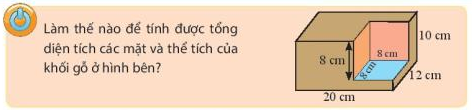 Làm thế nào để tính được tổng
diện tích các mặt và thể tích của
khối gỗ ở hình bên?
10 cm
8 cm
8 cm
8 cm
12 cm
20 cm